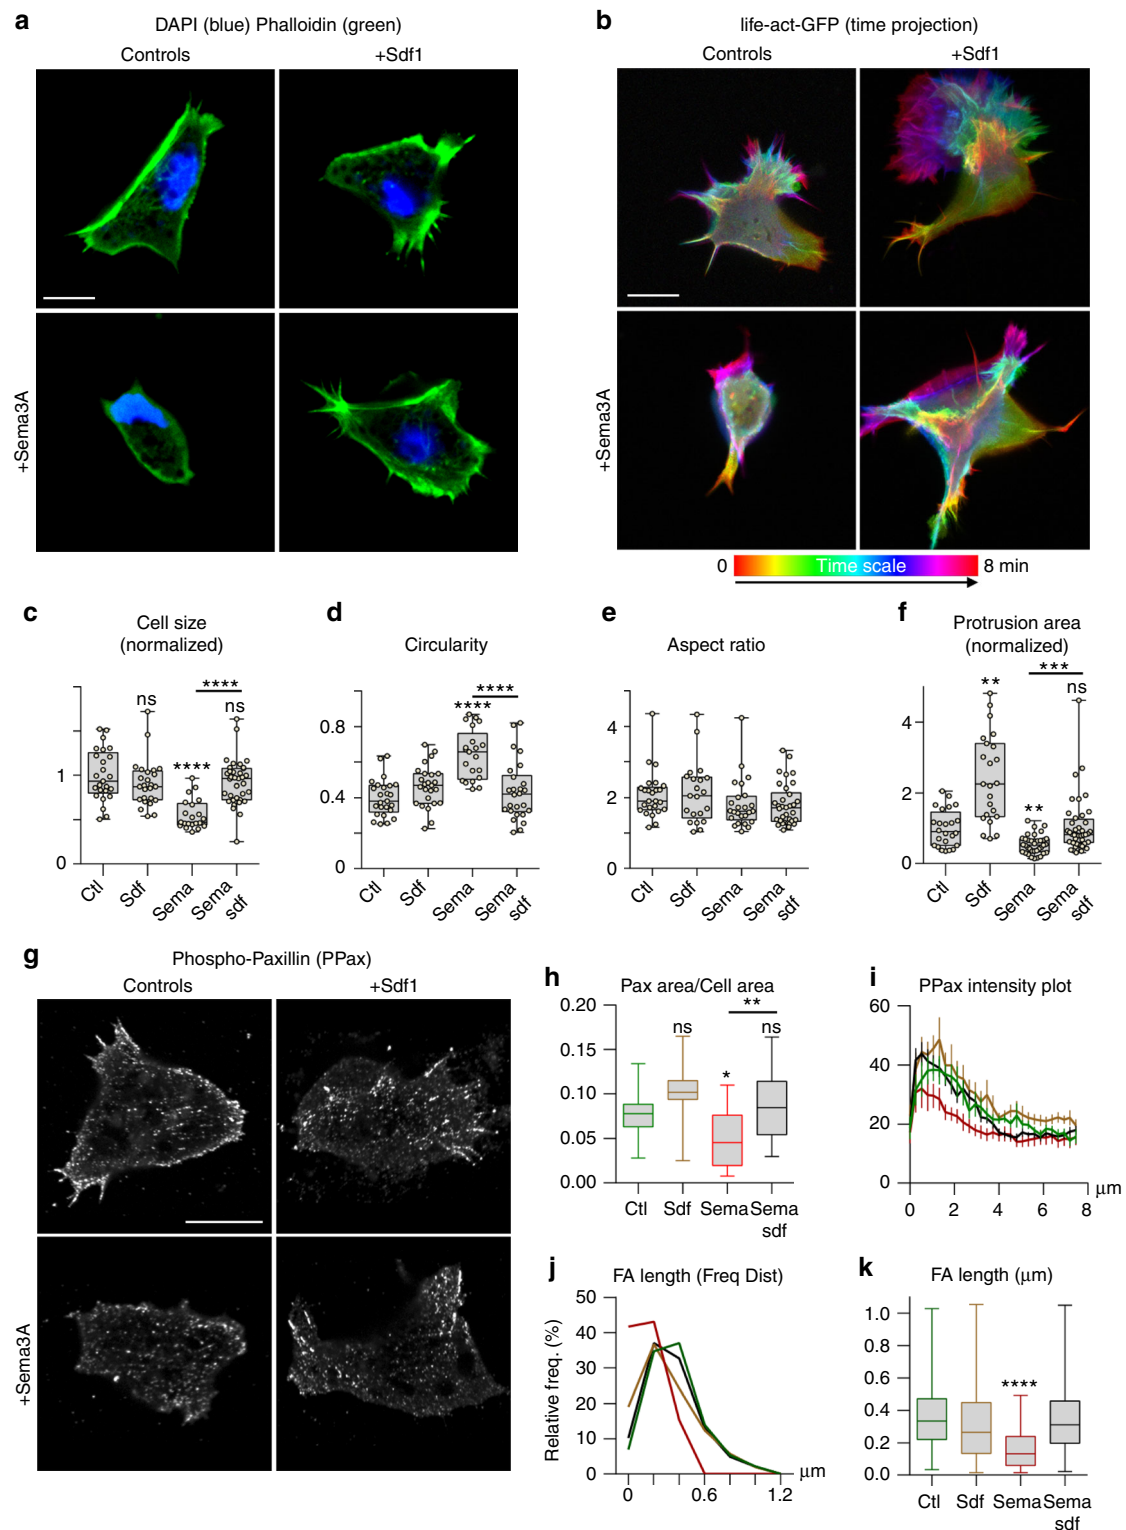 a
DAPI (blue) Phalloidin (green)
Controls
+Sdf1
+Sema3A
b
life-act-GFP (time projection)
Controls
+Sdf1
+Sema3A
0
Time scale
8 min
c
Cell size
(normalized)
****
ns
ns
****
1
0
Ctl
Sdf
Sema
Sema
sdf
d
Circularity
****
****
0.8
0.4
0
Ctl
Sdf
Sema
Sema
sdf
e
Aspect ratio
4
2
0
Ctl
Sdf
Sema
Sema
sdf
f
Protrusion area
(normalized)
***
**
ns
**
4
2
0
Ctl
Sdf
Sema
Sema
sdf
g
Phospho-Paxillin (PPax)
Controls
+Sdf1
+Sema3A
h
Pax area/Cell area
0.20
0.15
0.10
0.05
0.00
**
ns
ns
*
Ctl
Sdf
Sema
Sema
sdf
i
PPax intensity plot
60
40
20
0
0
2
4
6
8
μm
j
FA length (Freq Dist)
Relative freq. (%)
50
40
30
20
10
0
0
0.6
1.2
μm
k
FA length (μm)
1.0
0.8
0.6
0.4
0.2
0.0
****
Ctl
Sdf
Sema
Sema
sdf